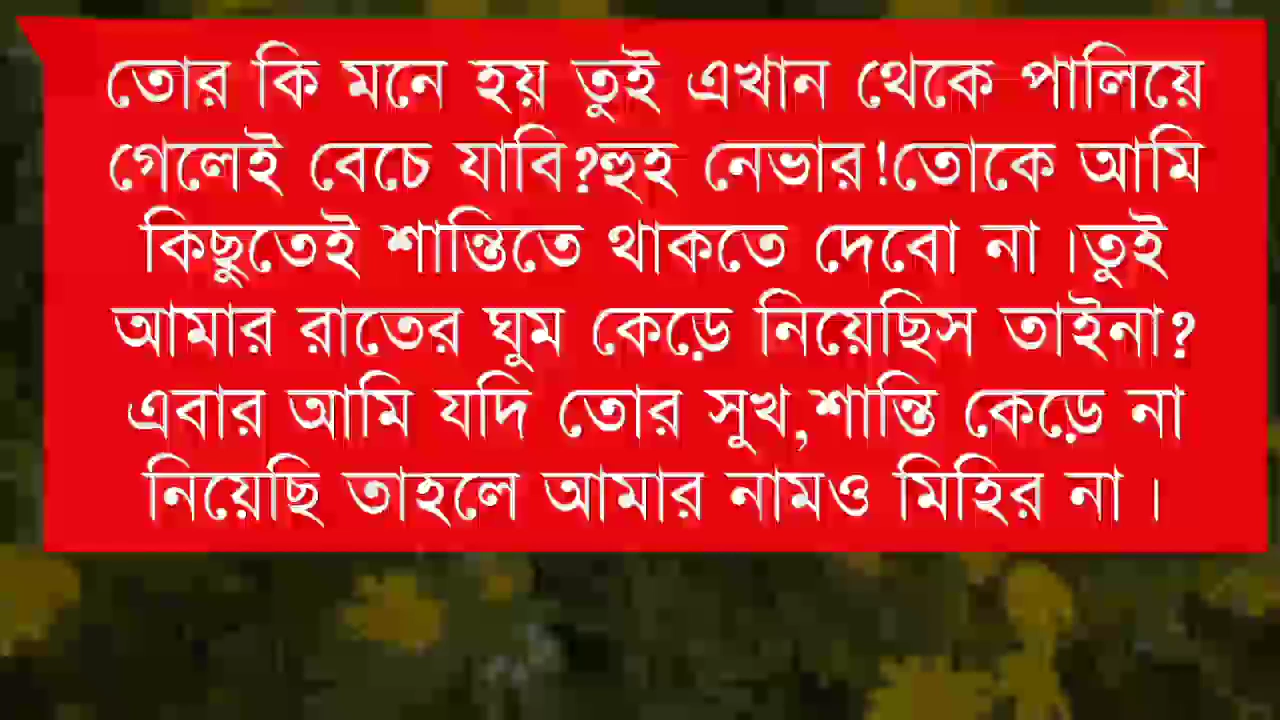 তোর কি মনে হয় তুই এখান থেকে পালিয়ে
গেলেই বেচে যাবি?হুহ নেভার!তোকে আমি
কিছুতেই শান্তিতে থাকতে দেবো না।তুই
আমার রাতের ঘুম কেড়ে নিয়েছিস তাইনা?
এবার আমি যদি তোর সূখ,শান্তি কেড়ে না
নিয়েছি তাহলে আমার নামও মিহির না।